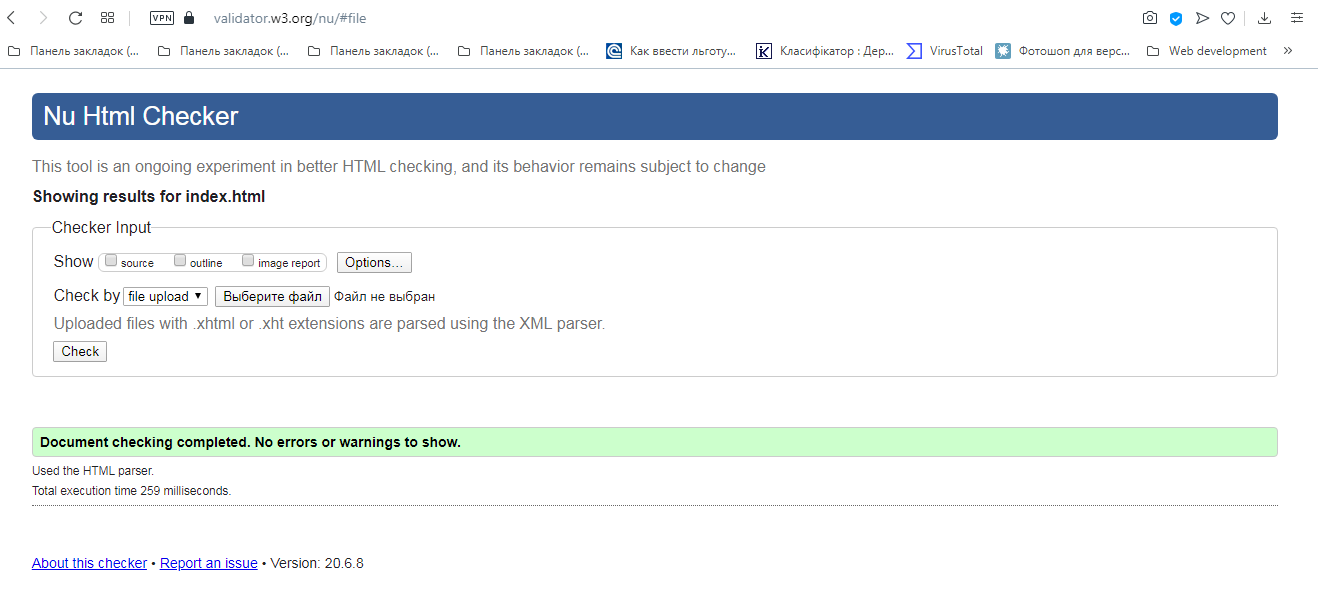 VPN validator.w3.org/nu/#file
Панель закладок (... Панель закладок (... Панель закладок (... Панель закладок (... Как ввести льготу... Класифікатор : Дер... VirusTotal Фотошоп для верс... Web development »
Nu Html Checker
This tool is an ongoing experiment in better HTML checking, and its behavior remains subject to change
Showing results for index.html
Checker Input
Show source outline image report Options...
Check by file upload Выберите файл Файл не выбран
Uploaded files with .xhtml or .xht extensions are parsed using the XML parser.
Check
Document checking completed. No errors or warnings to show.
Used the HTML parser.
Total execution time 259 milliseconds.
About this checker • Report an issue • Version: 20.6.8